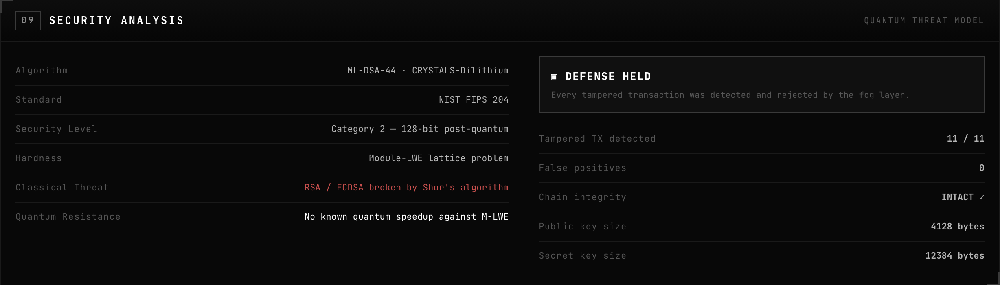 09 SECURITY ANALYSIS
QUANTUM THREAT MODEL
Algorithm ML-DSA-44 · CRYSTALS-Dilithium
Standard NIST FIPS 204
Security Level Category 2 — 128-bit post-quantum
Hardness Module-LWE lattice problem
Classical Threat RSA / ECDSA broken by Shor's algorithm
Quantum Resistance No known quantum speedup against M-LWE
▣ DEFENSE HELD
Every tampered transaction was detected and rejected by the fog layer.
Tampered TX detected 11 / 11
False positives 0
Chain integrity INTACT ✓
Public key size 4128 bytes
Secret key size 12384 bytes